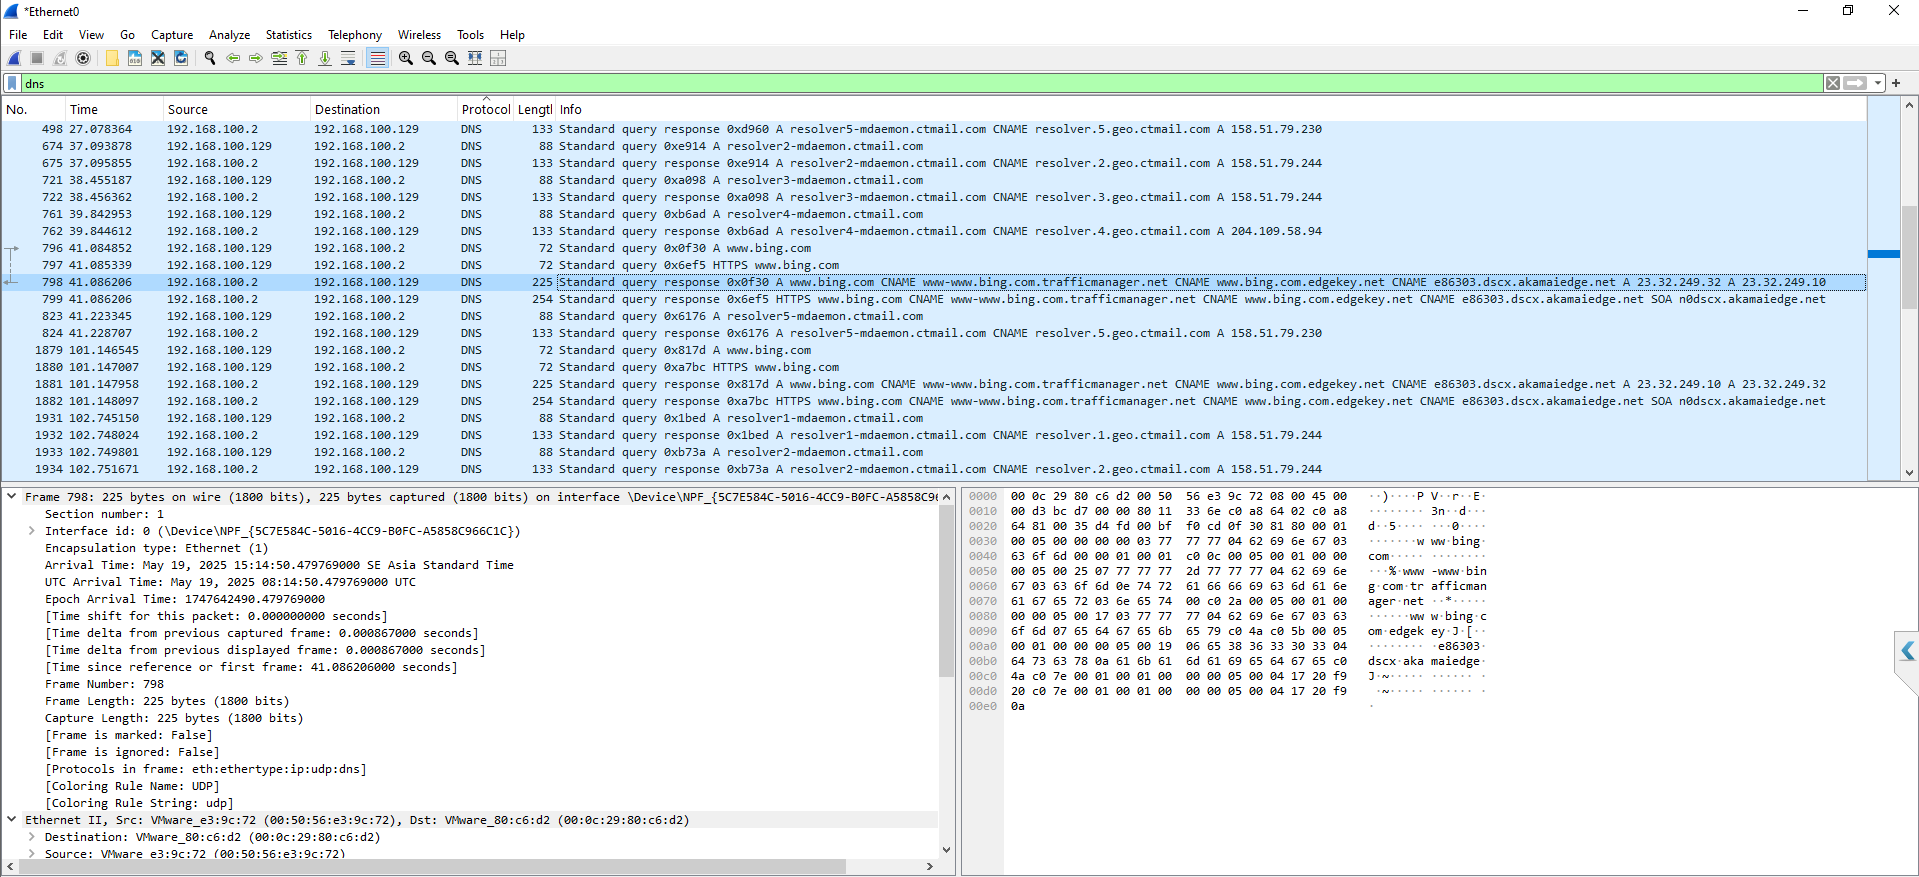 *Ethernet0
File Edit View Go Capture Analyze Statistics Telephony Wireless Tools Help
dns
No. Time Source Destination Protocol Lengtl Info
498 27.078364 192.168.100.2 192.168.100.129 DNS 133 Standard query response 0xd960 A resolver5-mdaemon.ctmail.com CNAME resolver.5.geo.ctmail.com A 158.51.79.230
674 37.093878 192.168.100.129 192.168.100.2 DNS 88 Standard query 0xe914 A resolver2-mdaemon.ctmail.com
675 37.095855 192.168.100.2 192.168.100.129 DNS 133 Standard query response 0xe914 A resolver2-mdaemon.ctmail.com CNAME resolver.2.geo.ctmail.com A 158.51.79.244
721 38.455187 192.168.100.129 192.168.100.2 DNS 88 Standard query 0xa098 A resolver3-mdaemon.ctmail.com
722 38.456362 192.168.100.2 192.168.100.129 DNS 133 Standard query response 0xa098 A resolver3-mdaemon.ctmail.com CNAME resolver.3.geo.ctmail.com A 158.51.79.244
761 39.842953 192.168.100.129 192.168.100.2 DNS 88 Standard query 0xb6ad A resolver4-mdaemon.ctmail.com
762 39.844612 192.168.100.2 192.168.100.129 DNS 133 Standard query response 0xb6ad A resolver4-mdaemon.ctmail.com CNAME resolver.4.geo.ctmail.com A 204.109.58.94
796 41.084852 192.168.100.129 192.168.100.2 DNS 72 Standard query 0x0f30 A www.bing.com
797 41.085339 192.168.100.129 192.168.100.2 DNS 72 Standard query 0x6ef5 HTTPS www.bing.com
798 41.086206 192.168.100.2 192.168.100.129 DNS 225 Standard query response 0x0f30 A www.bing.com CNAME www-www.bing.com.trafficmanager.net CNAME www.bing.com.edgekey.net CNAME e86303.dscx.akamaiedge.net A 23.32.249.32 A 23.32.249.10
799 41.086206 192.168.100.2 192.168.100.129 DNS 254 Standard query response 0x6ef5 HTTPS www.bing.com CNAME www-www.bing.com.trafficmanager.net CNAME www.bing.com.edgekey.net CNAME e86303.dscx.akamaiedge.net SOA n0dscx.akamaiedge.net
823 41.223345 192.168.100.129 192.168.100.2 DNS 88 Standard query 0x6176 A resolver5-mdaemon.ctmail.com
824 41.228707 192.168.100.2 192.168.100.129 DNS 133 Standard query response 0x6176 A resolver5-mdaemon.ctmail.com CNAME resolver.5.geo.ctmail.com A 158.51.79.230
1879 101.146545 192.168.100.129 192.168.100.2 DNS 72 Standard query 0x817d A www.bing.com
1880 101.147007 192.168.100.129 192.168.100.2 DNS 72 Standard query 0xa7bc HTTPS www.bing.com
1881 101.147958 192.168.100.2 192.168.100.129 DNS 225 Standard query response 0x817d A www.bing.com CNAME www-www.bing.com.trafficmanager.net CNAME www.bing.com.edgekey.net CNAME e86303.dscx.akamaiedge.net A 23.32.249.10 A 23.32.249.32
1882 101.148097 192.168.100.2 192.168.100.129 DNS 254 Standard query response 0xa7bc HTTPS www.bing.com CNAME www-www.bing.com.trafficmanager.net CNAME www.bing.com.edgekey.net CNAME e86303.dscx.akamaiedge.net SOA n0dscx.akamaiedge.net
1931 102.745150 192.168.100.129 192.168.100.2 DNS 88 Standard query 0x1bed A resolver1-mdaemon.ctmail.com
1932 102.748024 192.168.100.2 192.168.100.129 DNS 133 Standard query response 0x1bed A resolver1-mdaemon.ctmail.com CNAME resolver.1.geo.ctmail.com A 158.51.79.244
1933 102.749801 192.168.100.129 192.168.100.2 DNS 88 Standard query 0xb73a A resolver2-mdaemon.ctmail.com
1934 102.751671 192.168.100.2 192.168.100.129 DNS 133 Standard query response 0xb73a A resolver2-mdaemon.ctmail.com CNAME resolver.2.geo.ctmail.com A 158.51.79.244
Frame 798: 225 bytes on wire (1800 bits), 225 bytes captured (1800 bits) on interface \Device\NPF_{5C7E584C-5016-4CC9-B0FC-A5858C9
Section number: 1
Interface id: 0 (\Device\NPF_{5C7E584C-5016-4CC9-B0FC-A5858C966C1C})
Encapsulation type: Ethernet (1)
Arrival Time: May 19, 2025 15:14:50.479769000 SE Asia Standard Time
UTC Arrival Time: May 19, 2025 08:14:50.479769000 UTC
Epoch Arrival Time: 1747642490.479769000
[Time shift for this packet: 0.000000000 seconds]
[Time delta from previous captured frame: 0.000867000 seconds]
[Time delta from previous displayed frame: 0.000867000 seconds]
[Time since reference or first frame: 41.086206000 seconds]
Frame Number: 798
Frame Length: 225 bytes (1800 bits)
Capture Length: 225 bytes (1800 bits)
[Frame is marked: False]
[Frame is ignored: False]
[Protocols in frame: eth:ethertype:ip:udp:dns]
[Coloring Rule Name: UDP]
[Coloring Rule String: udp]
Ethernet II, Src: VMware_e3:9c:72 (00:50:56:e3:9c:72), Dst: VMware_80:c6:d2 (00:0c:29:80:c6:d2)
Destination: VMware_80:c6:d2 (00:0c:29:80:c6:d2)
Source: VMware_e3:9c:72 (00:50:56:e3:9c:72)
0000 00 0c 29 80 c6 d2 00 50 56 e3 9c 72 08 00 45 00 ··)····P V··r··E·
0010 00 d3 bc d7 00 00 80 11 33 6e c0 a8 64 02 c0 a8 ········ 3n··d···
0020 64 81 00 35 d4 fd 00 bf f0 cd 0f 30 81 80 00 01 d··5···· ···0····
0030 00 05 00 00 00 00 03 77 77 77 04 62 69 6e 67 03 ·······w ww·bing·
0040 63 6f 6d 00 00 01 00 01 c0 0c 00 05 00 01 00 00 com····· ········
0050 00 05 00 25 07 77 77 77 2d 77 77 77 04 62 69 6e ···%·www -www·bin
0060 67 03 63 6f 6d 0e 74 72 61 66 66 69 63 6d 61 6e g·com·tr afficman
0070 61 67 65 72 03 6e 65 74 00 c0 2a 00 05 00 01 00 ager·net ··*·····
0080 00 00 05 00 17 03 77 77 77 04 62 69 6e 67 03 63 ······ww w·bing·c
0090 6f 6d 07 65 64 67 65 6b 65 79 c0 4a c0 5b 00 05 om·edgek ey·J·[··
00a0 00 01 00 00 00 05 00 19 06 65 38 36 33 30 33 04 ········ ·e86303·
00b0 64 73 63 78 0a 61 6b 61 6d 61 69 65 64 67 65 c0 dscx·aka maiedge·
00c0 4a c0 7e 00 01 00 01 00 00 00 05 00 04 17 20 f9 J·~····· ······ ·
00d0 20 c0 7e 00 01 00 01 00 00 00 05 00 04 17 20 f9  ·~····· ······ ·
00e0 0a ·